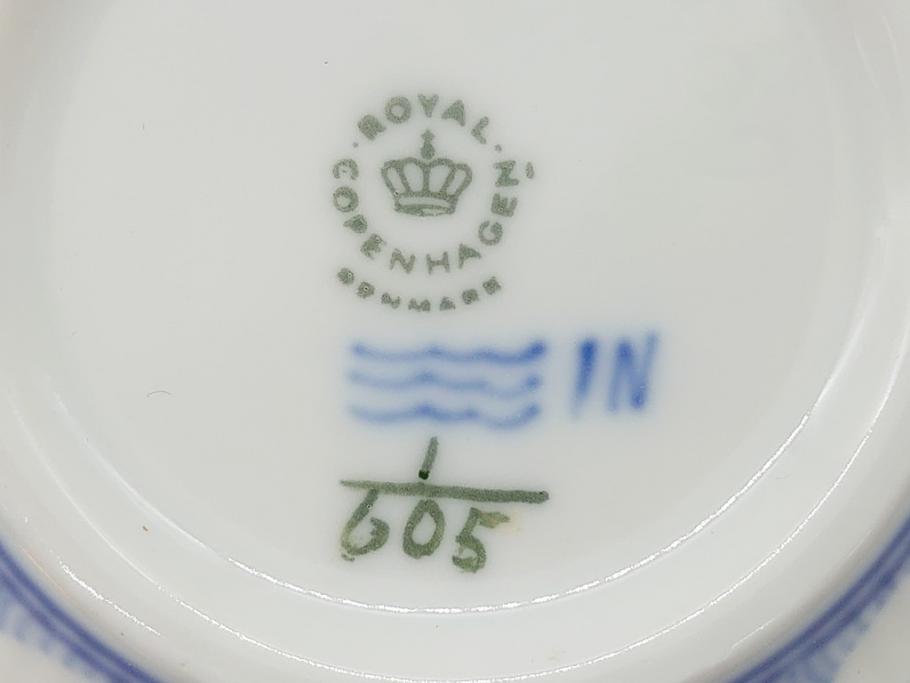 ROYAL
COPENHAGEN
DENMARK
IN
1
605